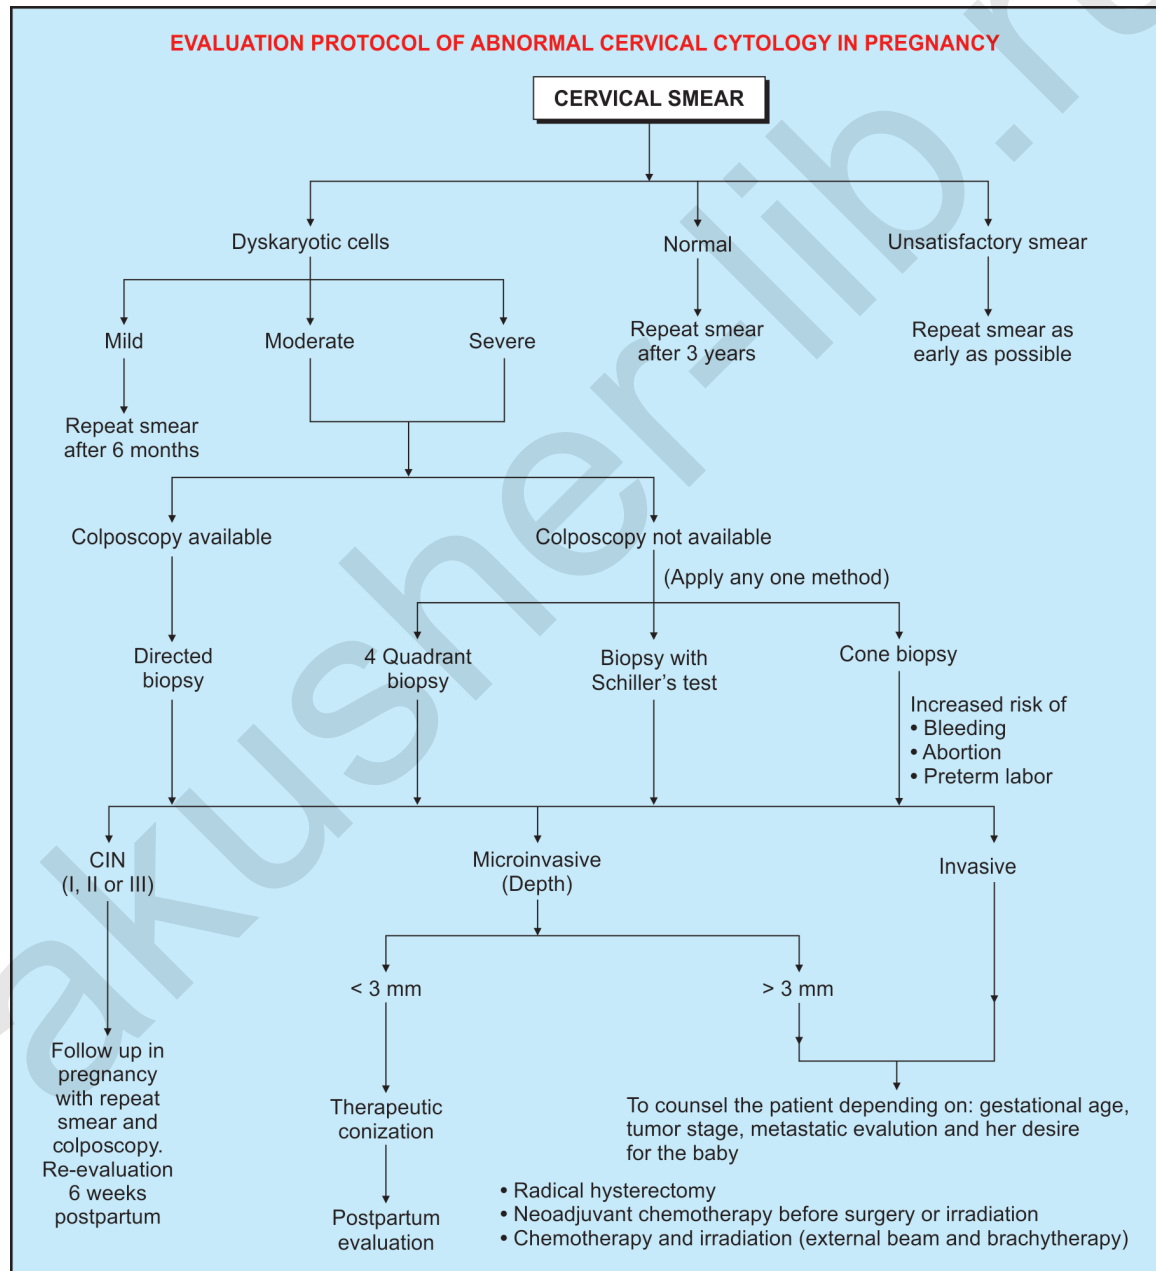 EVALUATION PROTOCOL OF ABNORMAL CERVICAL CYTOLOGY IN PREGNANCY
CERVICAL SMEAR
Dyskaryotic cells
Normal
Unsatisfactory smear
Mild
Moderate
Severe
Repeat smear
after 3 years
Repeat smear as
early as possible
Repeat smear
after 6 months
Colposcopy available
Colposcopy not available
(Apply any one method)
Directed
biopsy
4 Quadrant
biopsy
Biopsy with
Schiller's test
Cone biopsy
Increased risk of
• Bleeding
• Abortion
• Preterm labor
CIN
(I, II or III)
Microinvasive
(Depth)
Invasive
< 3 mm
> 3 mm
Follow up in
pregnancy
with repeat
smear and
colposcopy.
Re-evaluation
6 weeks
postpartum
Therapeutic
conization
Postpartum
evaluation
To counsel the patient depending on: gestational age,
tumor stage, metastatic evalution and her desire
for the baby
• Radical hysterectomy
• Neoadjuvant chemotherapy before surgery or irradiation
• Chemotherapy and irradiation (external beam and brachytherapy)
akusher-lib.ru